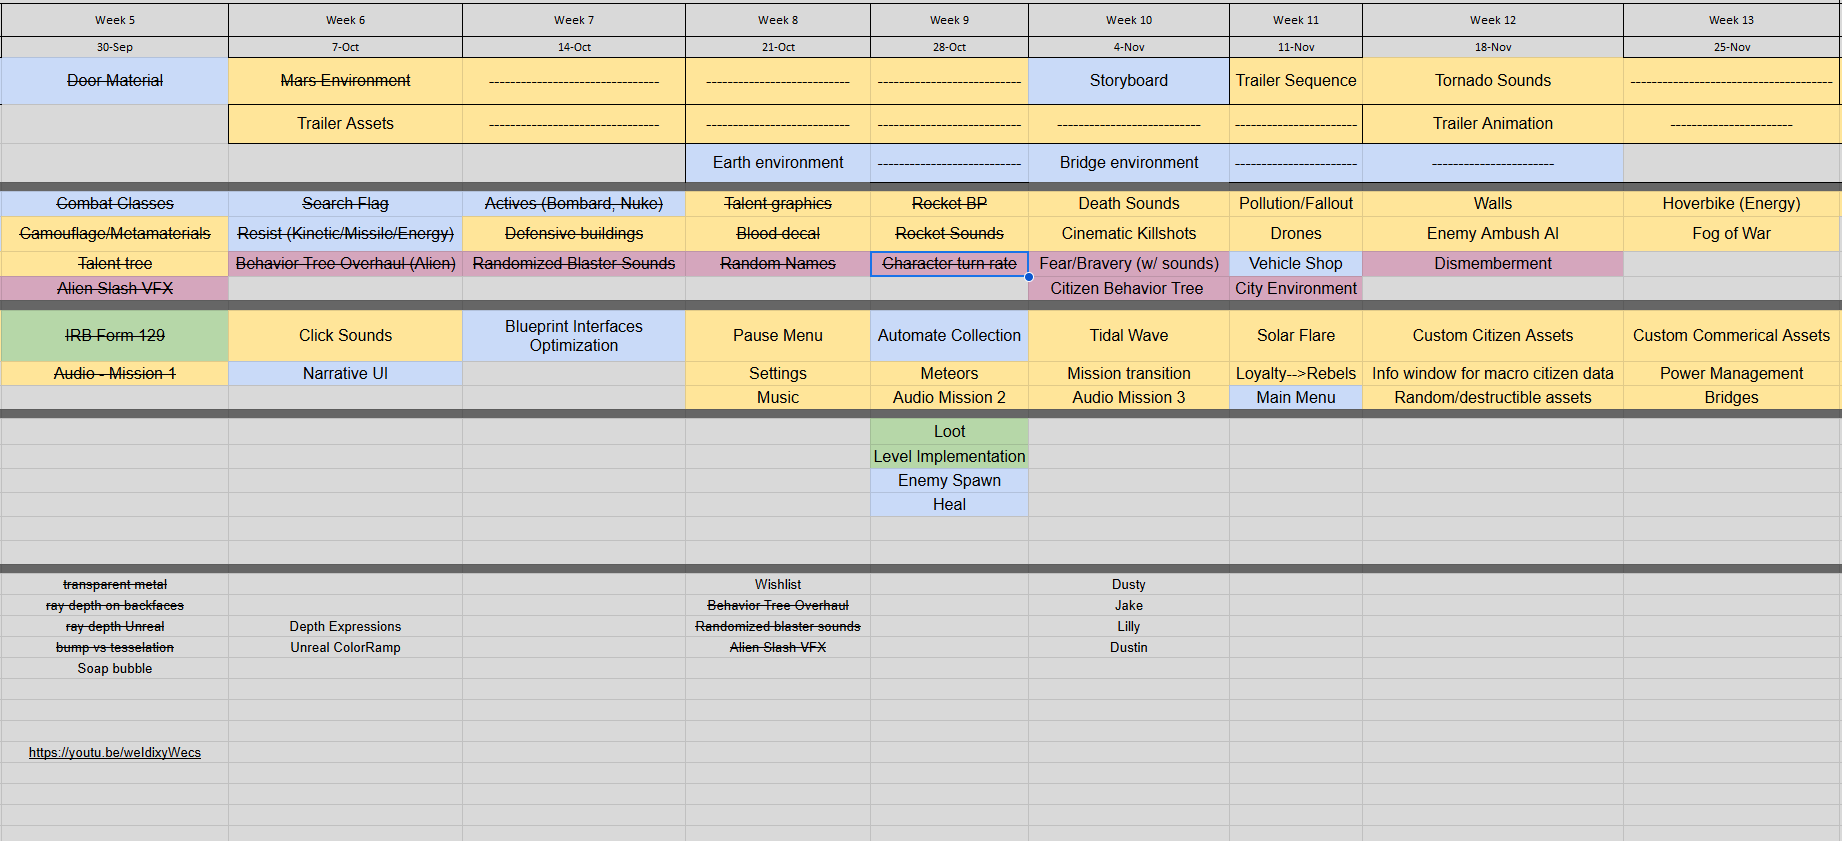 Week 5 Week 6 Week 7 Week 8 Week 9 Week 10 Week 11 Week 12 Week 13
30-Sep 7-Oct 14-Oct 21-Oct 28-Oct 4-Nov 11-Nov 18-Nov 25-Nov
Door Material Mars Environment -------------------------------- --------------------------- --------------------------- Storyboard Trailer Sequence Tornado Sounds --------------------------------------
Trailer Assets -------------------------------- --------------------------- --------------------------- --------------------------- ----------------------- Trailer Animation -----------------------
Earth environment --------------------------- Bridge environment ----------------------- -----------------------
Combat Classes Search Flag Actives (Bombard, Nuke) Talent graphics Rocket BP Death Sounds Pollution/Fallout Walls Hoverbike (Energy)
Camouflage/Metamaterials Resist (Kinetic/Missile/Energy) Defensive buildings Blood decal Rocket Sounds Cinematic Killshots Drones Enemy Ambush AI Fog of War
Talent tree Behavior Tree Overhaul (Alien) Randomized Blaster Sounds Random Names Character turn rate Fear/Bravery (w/ sounds) Vehicle Shop Dismemberment
Alien Slash VFX Citizen Behavior Tree City Environment
IRB Form 129 Click Sounds Blueprint Interfaces Pause Menu Automate Collection Tidal Wave Solar Flare Custom Citizen Assets Custom Commerical Assets
Optimization
Audio - Mission 1 Narrative UI Settings Meteors Mission transition Loyalty-->Rebels Info window for macro citizen data Power Management
Music Audio Mission 2 Audio Mission 3 Main Menu Random/destructible assets Bridges
Loot
Level Implementation
Enemy Spawn
Heal
transparent metal Wishlist Dusty
ray depth on backfaces Behavior Tree Overhaul Jake
ray depth Unreal Depth Expressions Randomized blaster sounds Lilly
bump vs tesselation Unreal ColorRamp Alien Slash VFX Dustin
Soap bubble
https://youtu.be/weIdixyWecs